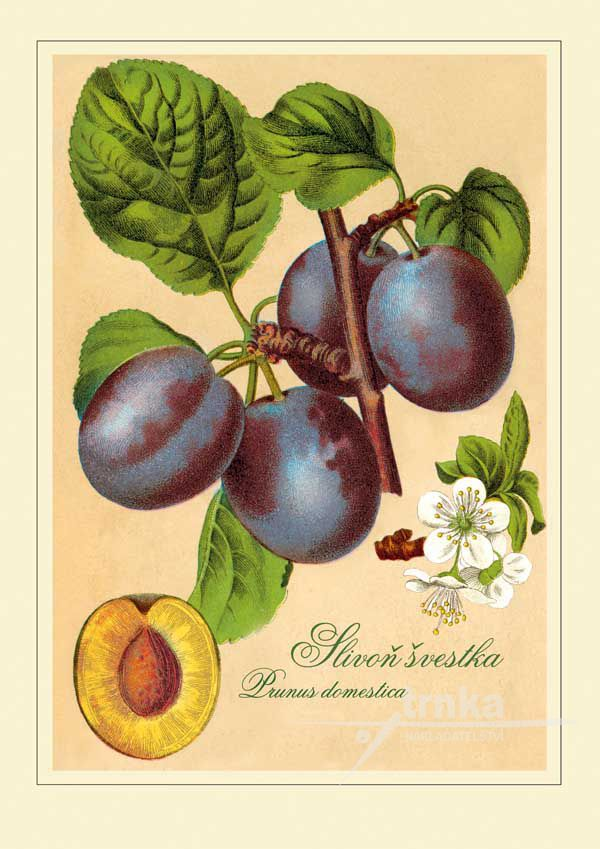 Slivoň švestka
Prunus domestica
trnka
NAKLADATELSTVÍ